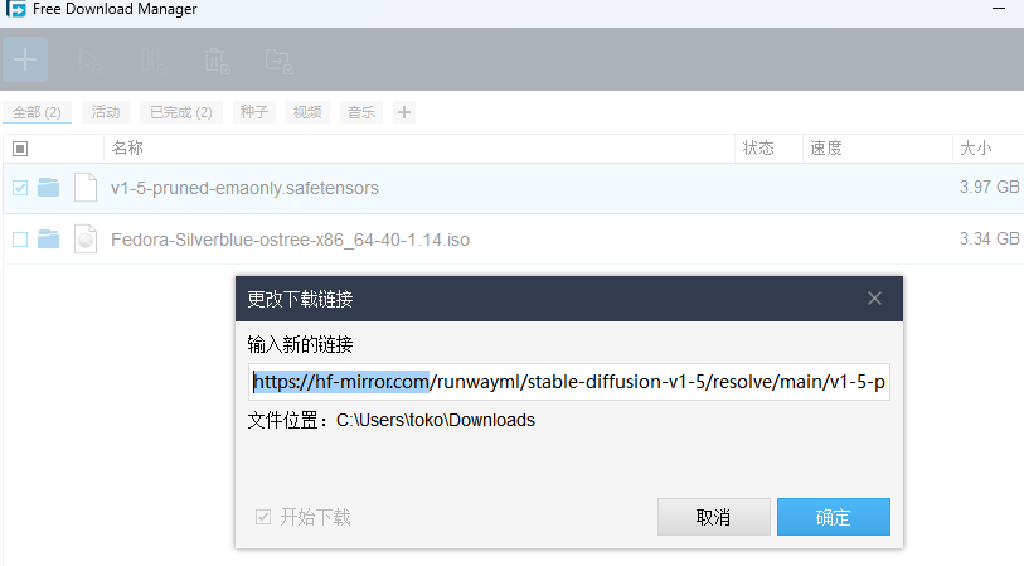 Free Download Manager
全部 (2) 活动 已完成 (2) 种子 视频 音乐 +
名称 状态 速度 大小
v1-5-pruned-emaonly.safetensors 3.97 GB
Fedora-Silverblue-ostree-x86_64-40-1.14.iso 3.34 GB
更改下载链接
输入新的链接
https://hf-mirror.com/runwayml/stable-diffusion-v1-5/resolve/main/v1-5-p
文件位置：C:\Users\toko\Downloads
开始下载 取消 确定